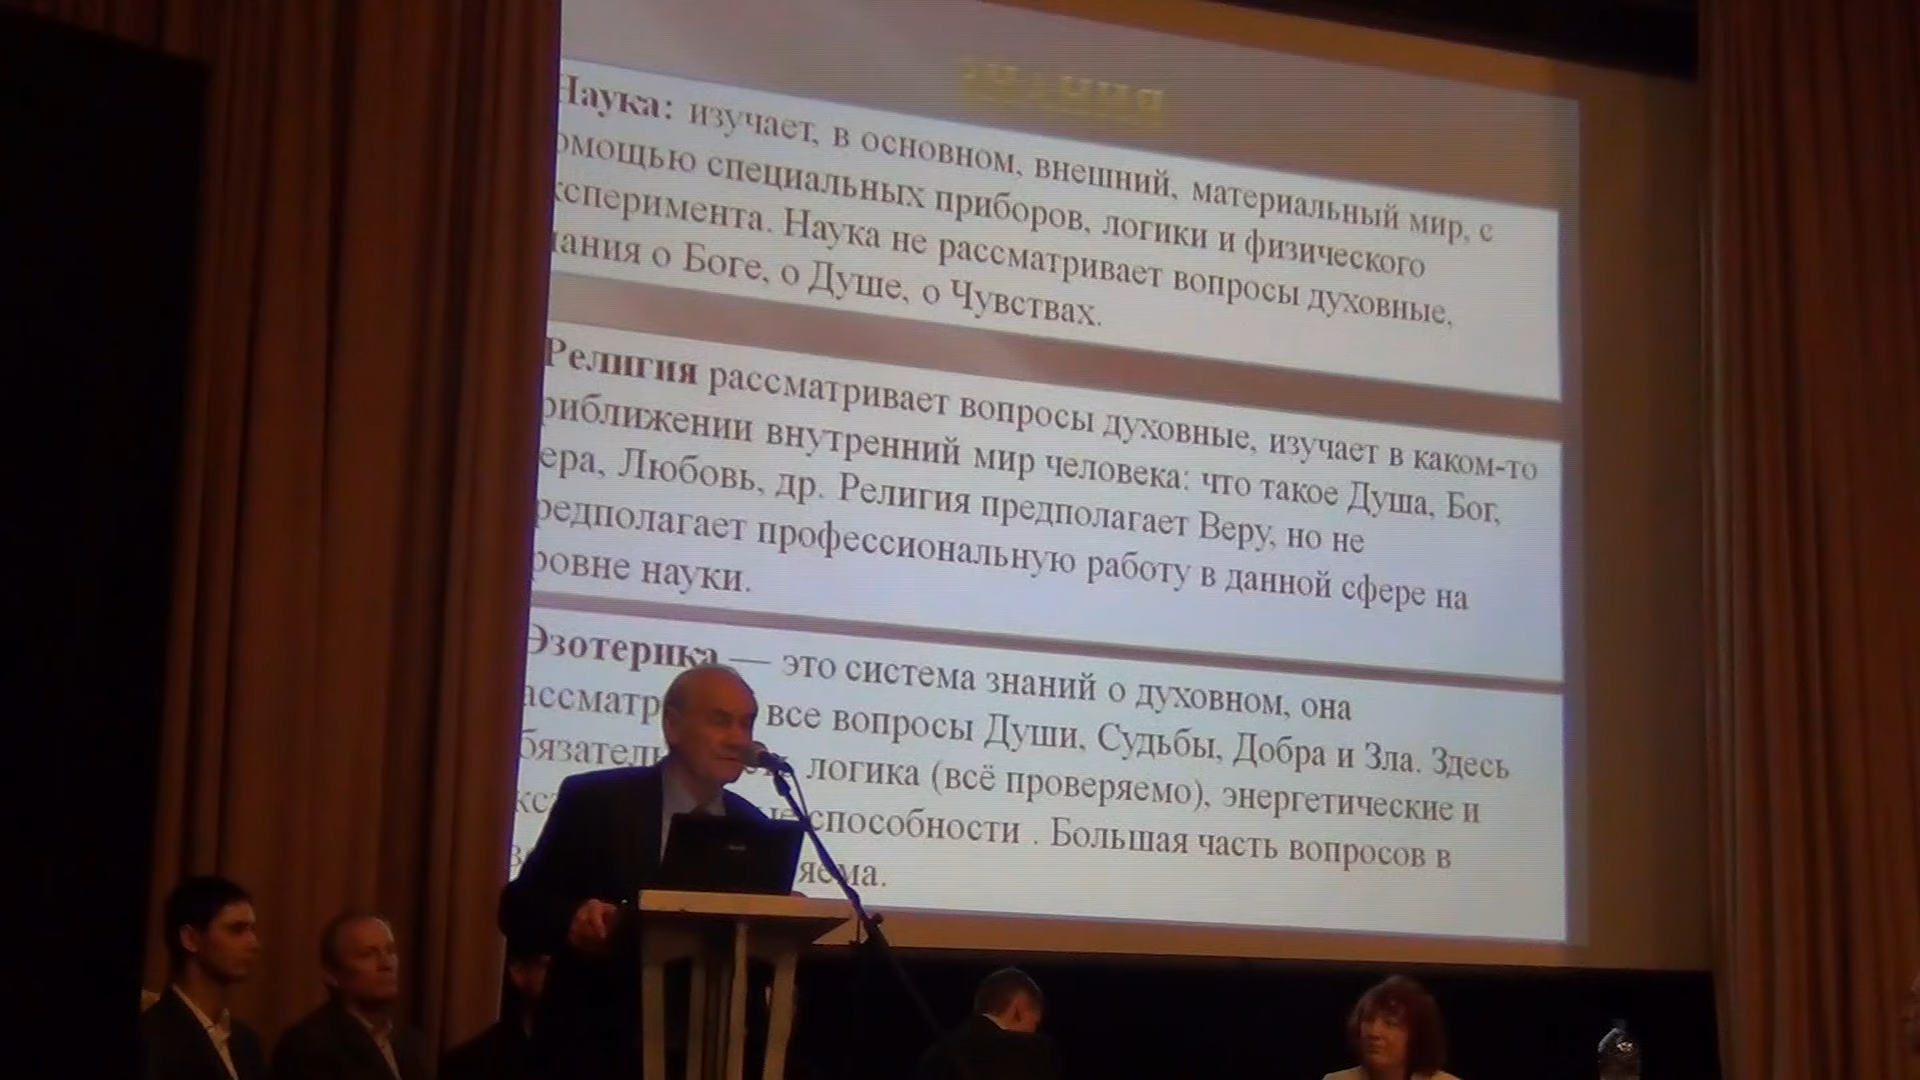 знания
Наука: изучает, в основном, внешний, материальный мир, с
омощью специальных приборов, логики и физического
ксперимента. Наука не рассматривает вопросы духовные,
нания о Боге, о Душе, о Чувствах.
Религия рассматривает вопросы духовные, изучает в каком-то
риближении внутренний мир человека: что такое Душа, Бог,
ера, Любовь, др. Религия предполагает Веру, но не
редполагает профессиональную работу в данной сфере на
ровне науки.
Эзотерика — это система знаний о духовном, она
ассматр все вопросы Души, Судьбы, Добра и Зла. Здесь
бязатель логика (всё проверяемо), энергетические и
способности . Большая часть вопросов в
яема.